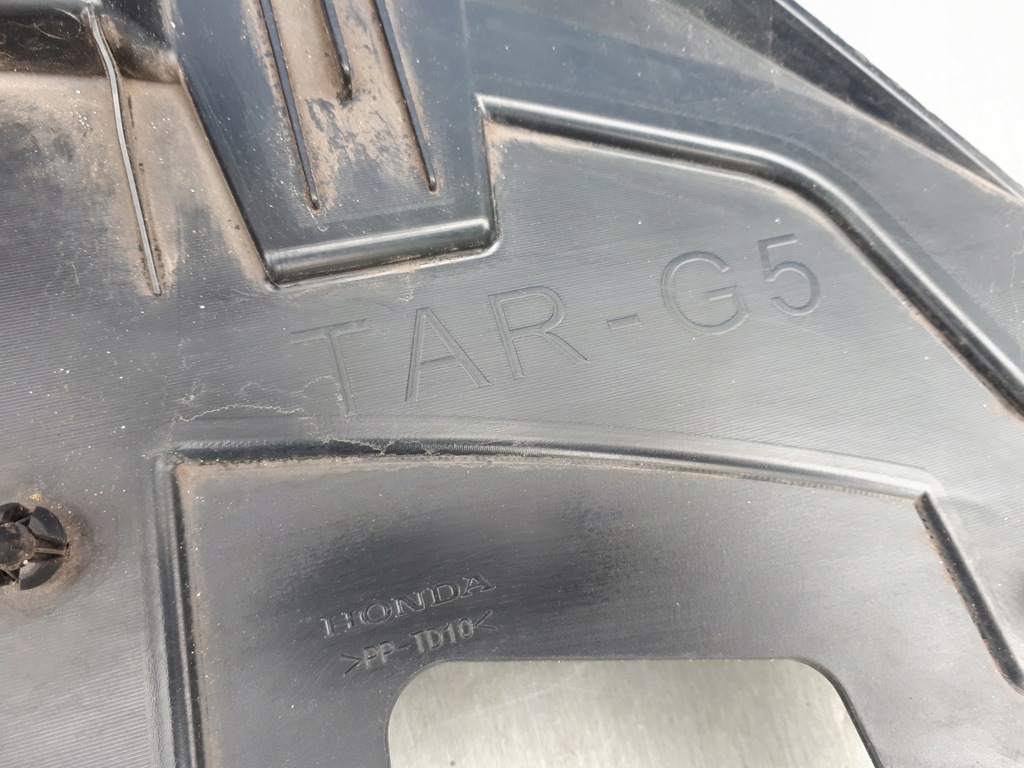 TAR-G5
HONDA
>PP-TD10<